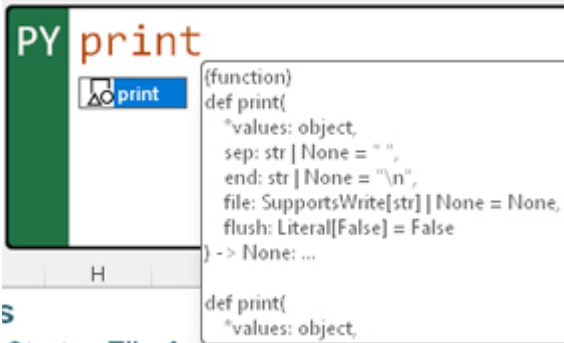 PY print
print
(function)
def print(
*values: object,
sep: str | None = " ",
end: str | None = "\n",
file: SupportsWrite[str] | None = None,
flush: Literal[False] = False
) -> None: ...
H
def print(
s
*values: object,